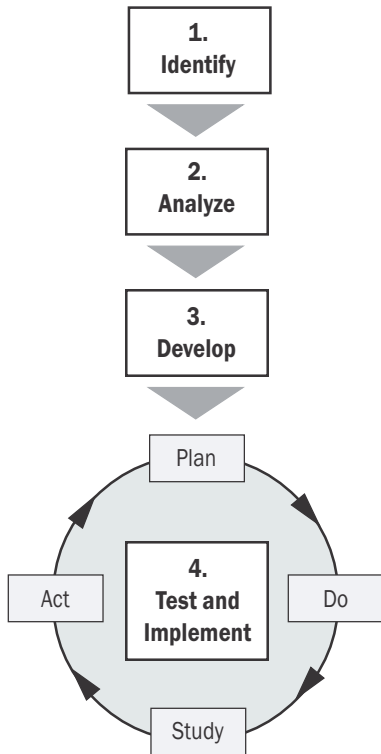 1.
Identify
2.
Analyze
3.
Develop
Plan
4.
Test and
Implement
Act
Do
Study